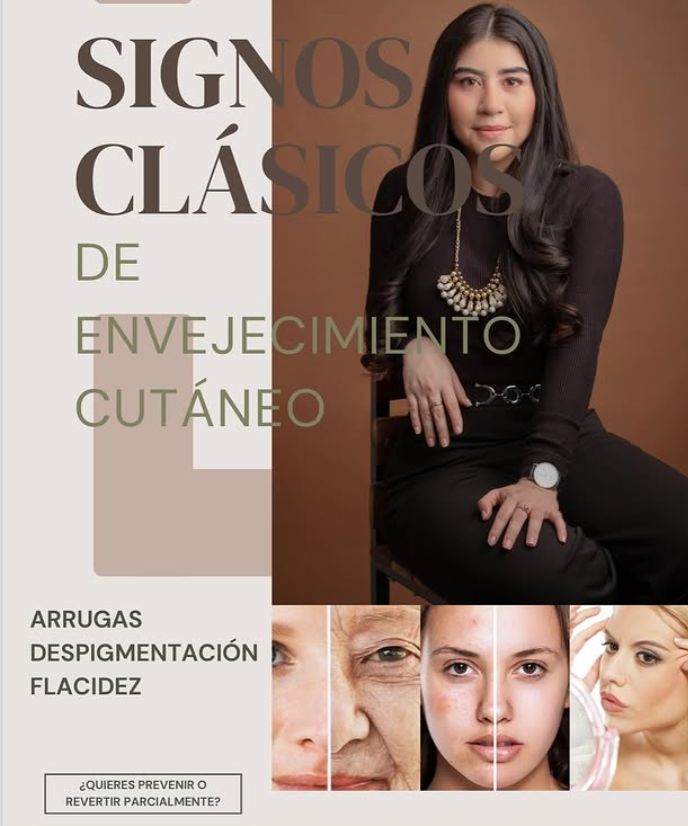 SIGNOS
CLÁSICOS
DE
ENVEJECIMIENTO
CUTÁNEO
ARRUGAS
DESPIGMENTACIÓN
FLACIDEZ
¿QUIERES PREVENIR O
REVERTIR PARCIALMENTE?